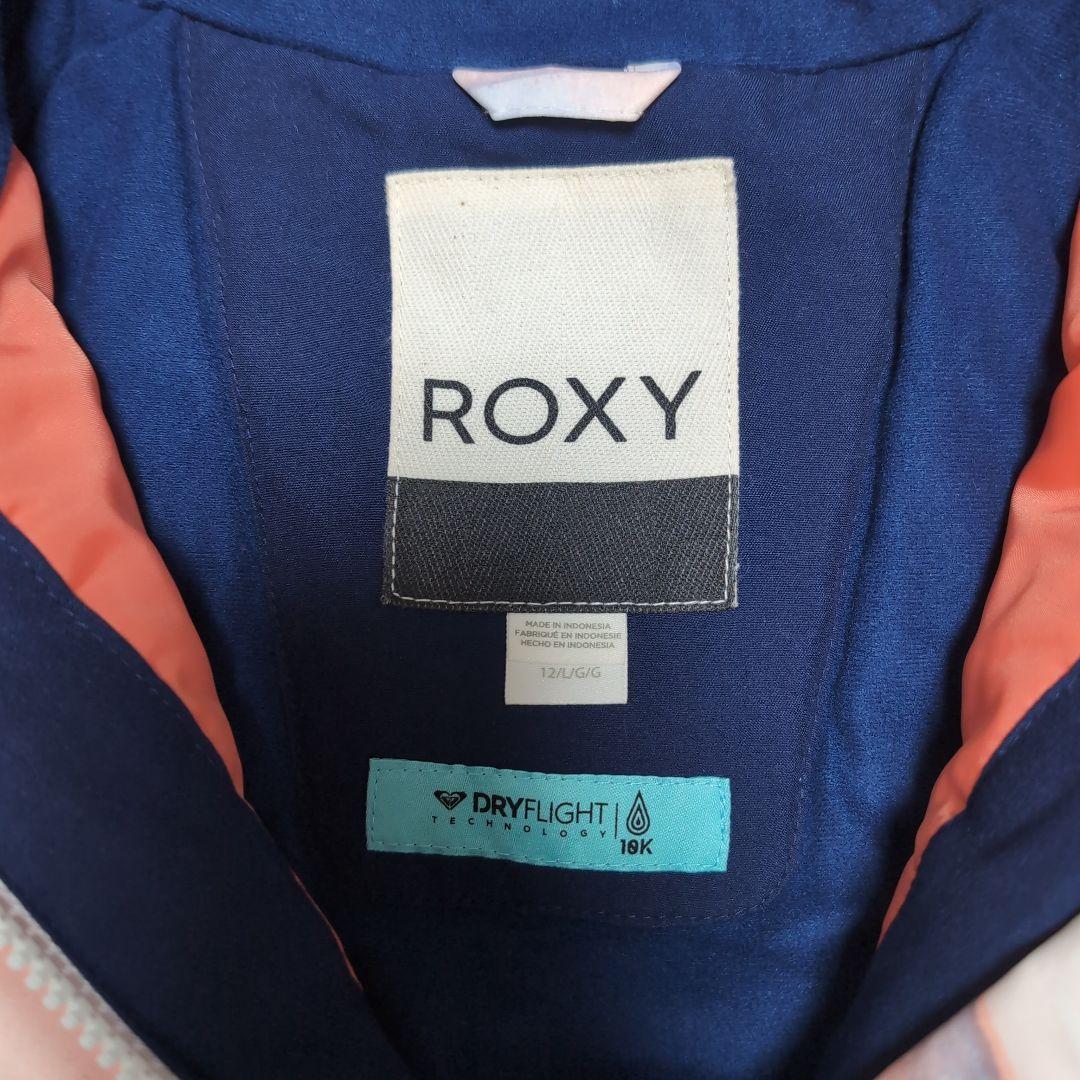 ROXY
MADE IN INDONESIA
FABRIQUÉ EN INDONESIE
HECHO EN INDONESIA
12/L/G/G
DRYFLIGHT
TECHNOLOGY
10K